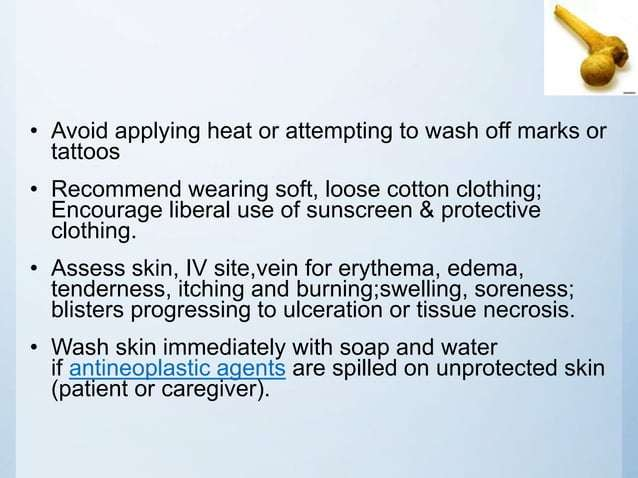 • Avoid applying heat or attempting to wash off marks or
tattoos
• Recommend wearing soft, loose cotton clothing;
Encourage liberal use of sunscreen & protective
clothing.
• Assess skin, IV site,vein for erythema, edema,
tenderness, itching and burning;swelling, soreness;
blisters progressing to ulceration or tissue necrosis.
• Wash skin immediately with soap and water
if antineoplastic agents are spilled on unprotected skin
(patient or caregiver).